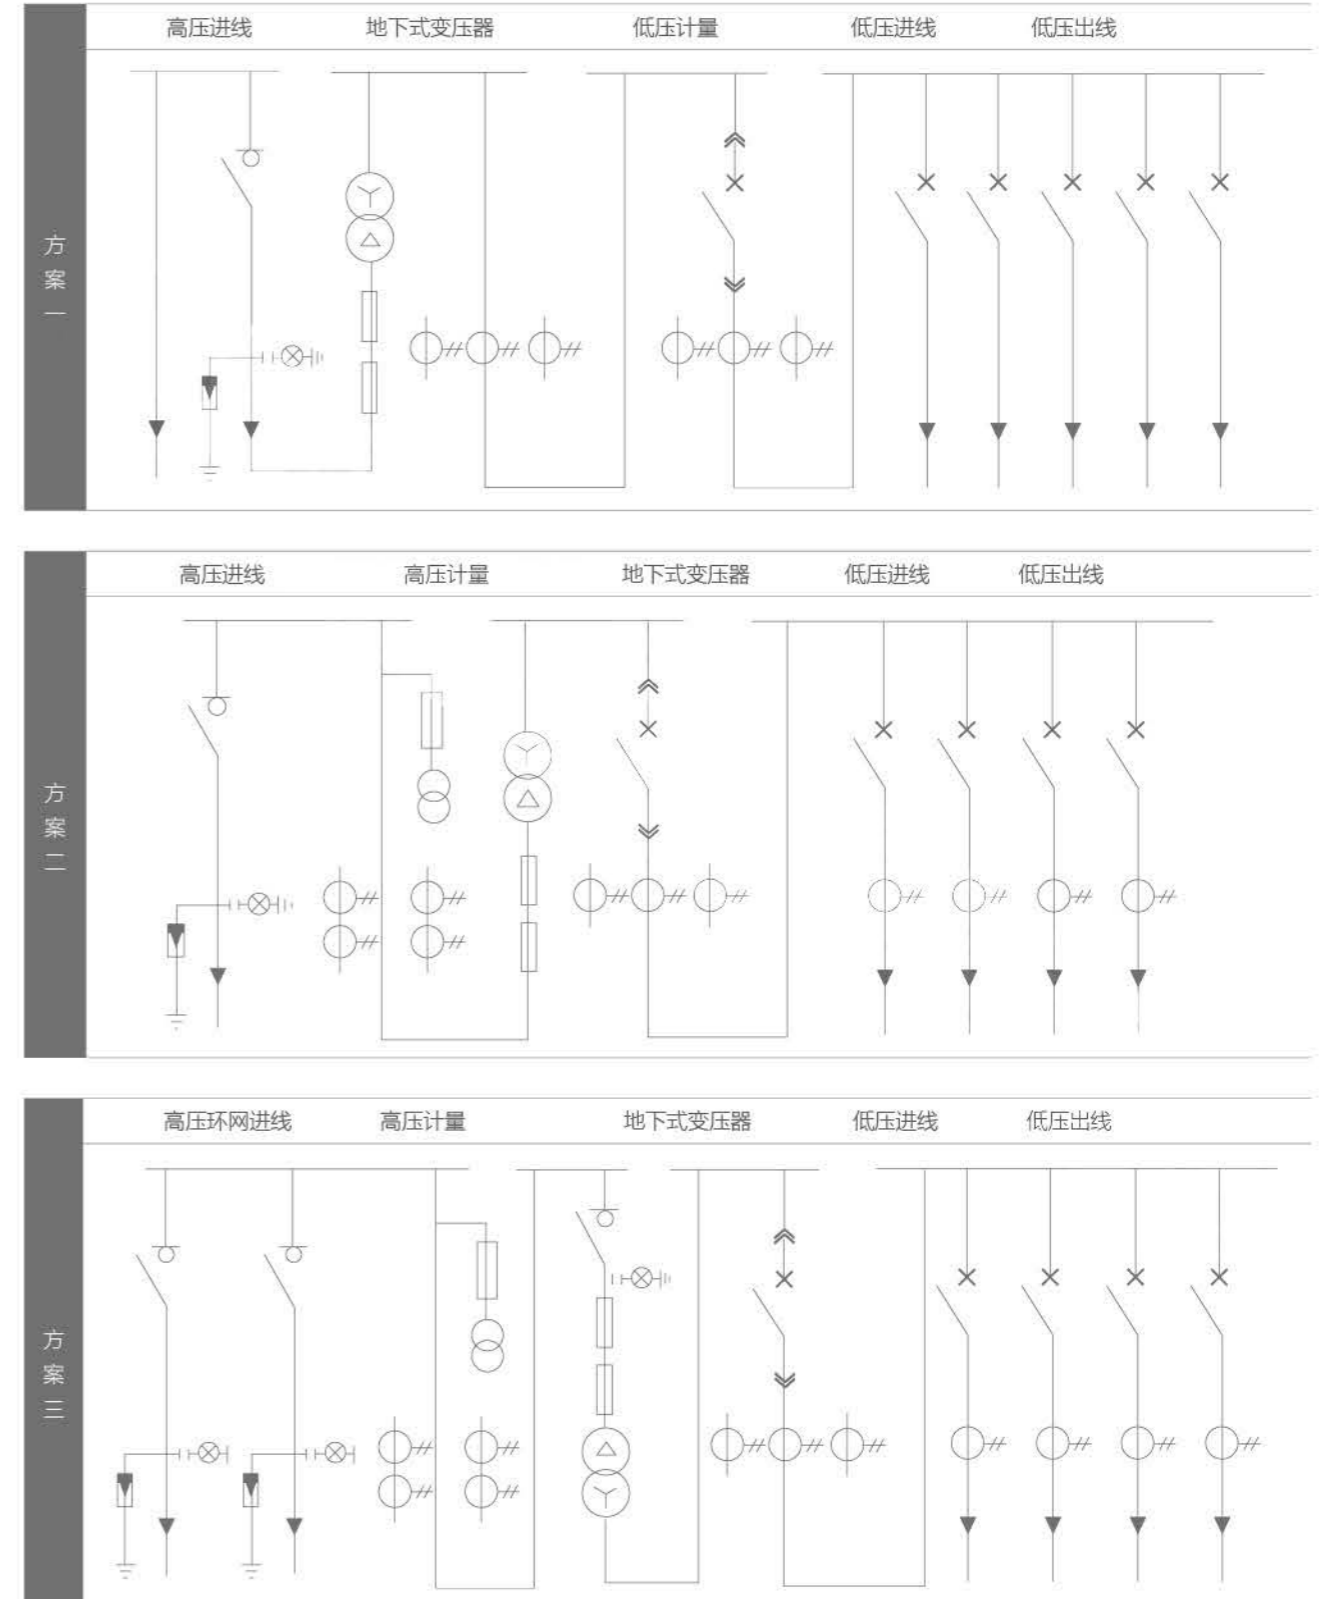 高压进线 地下式变压器 低压计量 低压进线 低压出线
方案一
高压进线 高压计量 地下式变压器 低压进线 低压出线
方案二
高压环网进线 高压计量 地下式变压器 低压进线 低压出线
方案三